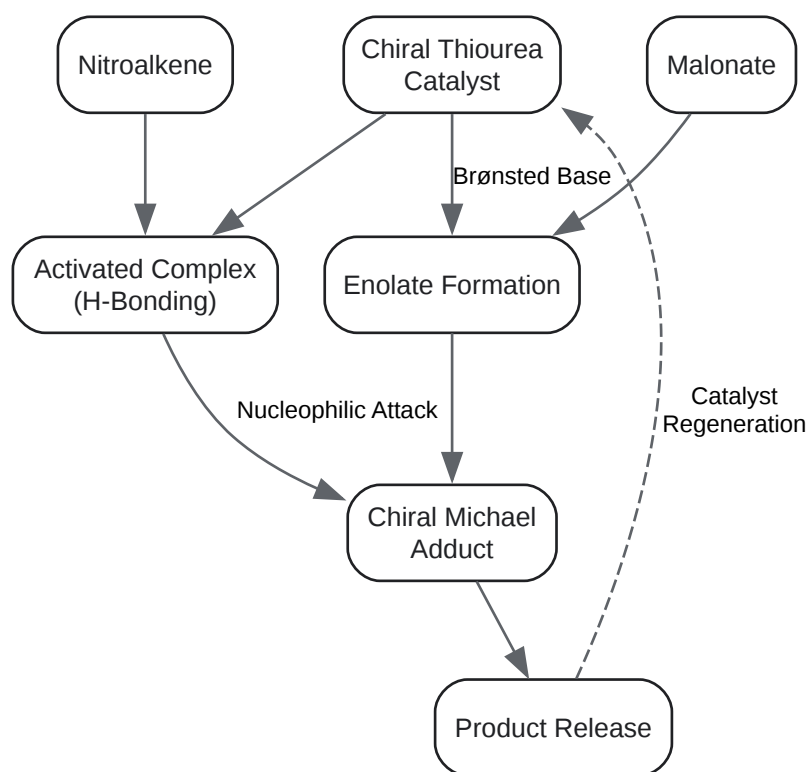 Nitroalkene
Chiral Thiourea
Catalyst
Malonate
Brønsted Base
Activated Complex
(H-Bonding)
Enolate Formation
Nucleophilic Attack
Catalyst
Regeneration
Chiral Michael
Adduct
Product Release